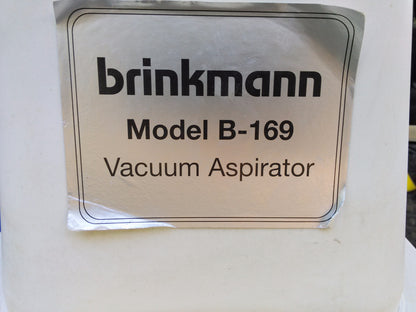 brinkmann
Model B-169
Vacuum Aspirator